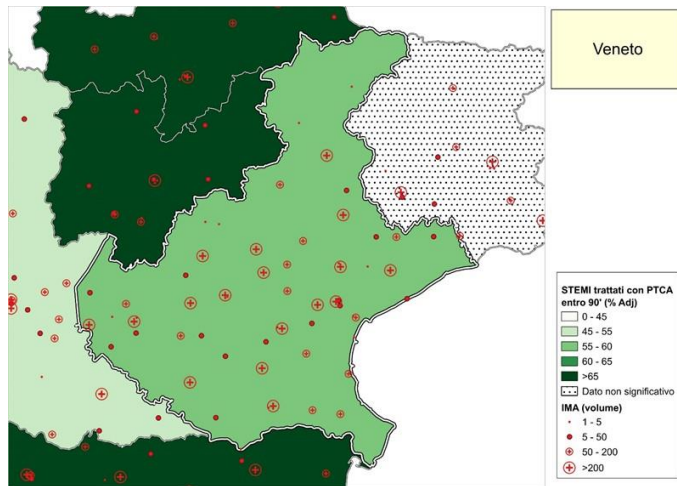 Veneto
STEMI trattati con PTCA
entro 90' (% Adj)
0 - 45
45 - 55
55 - 60
60 - 65
>65
Dato non significativo
IMA (volume)
1 - 5
5 - 50
50 - 200
>200